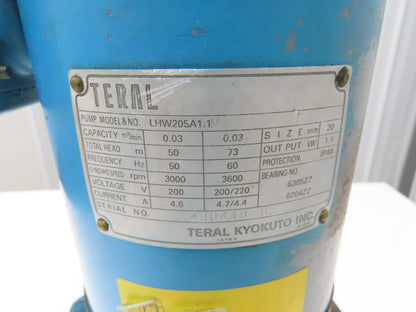 TERAL
PUMP MODEL & NO. LHW205A1.1M
CAPACITY m³/min 0.03 0.03 SIZE mm 20
TOTAL HEAD m 50 73 OUT PUT kW 1.1
FREQUENCY Hz 50 60 PROTECTION IP44
SYNCHRO SPEED rpm 3000 3600 BEARING NO.
VOLTAGE V 200 200/220 6305ZZ
CURRENT A 4.6 4.7/4.4 6204ZZ
SERIAL NO.
TERAL KYOKUTO INC.
JAPAN